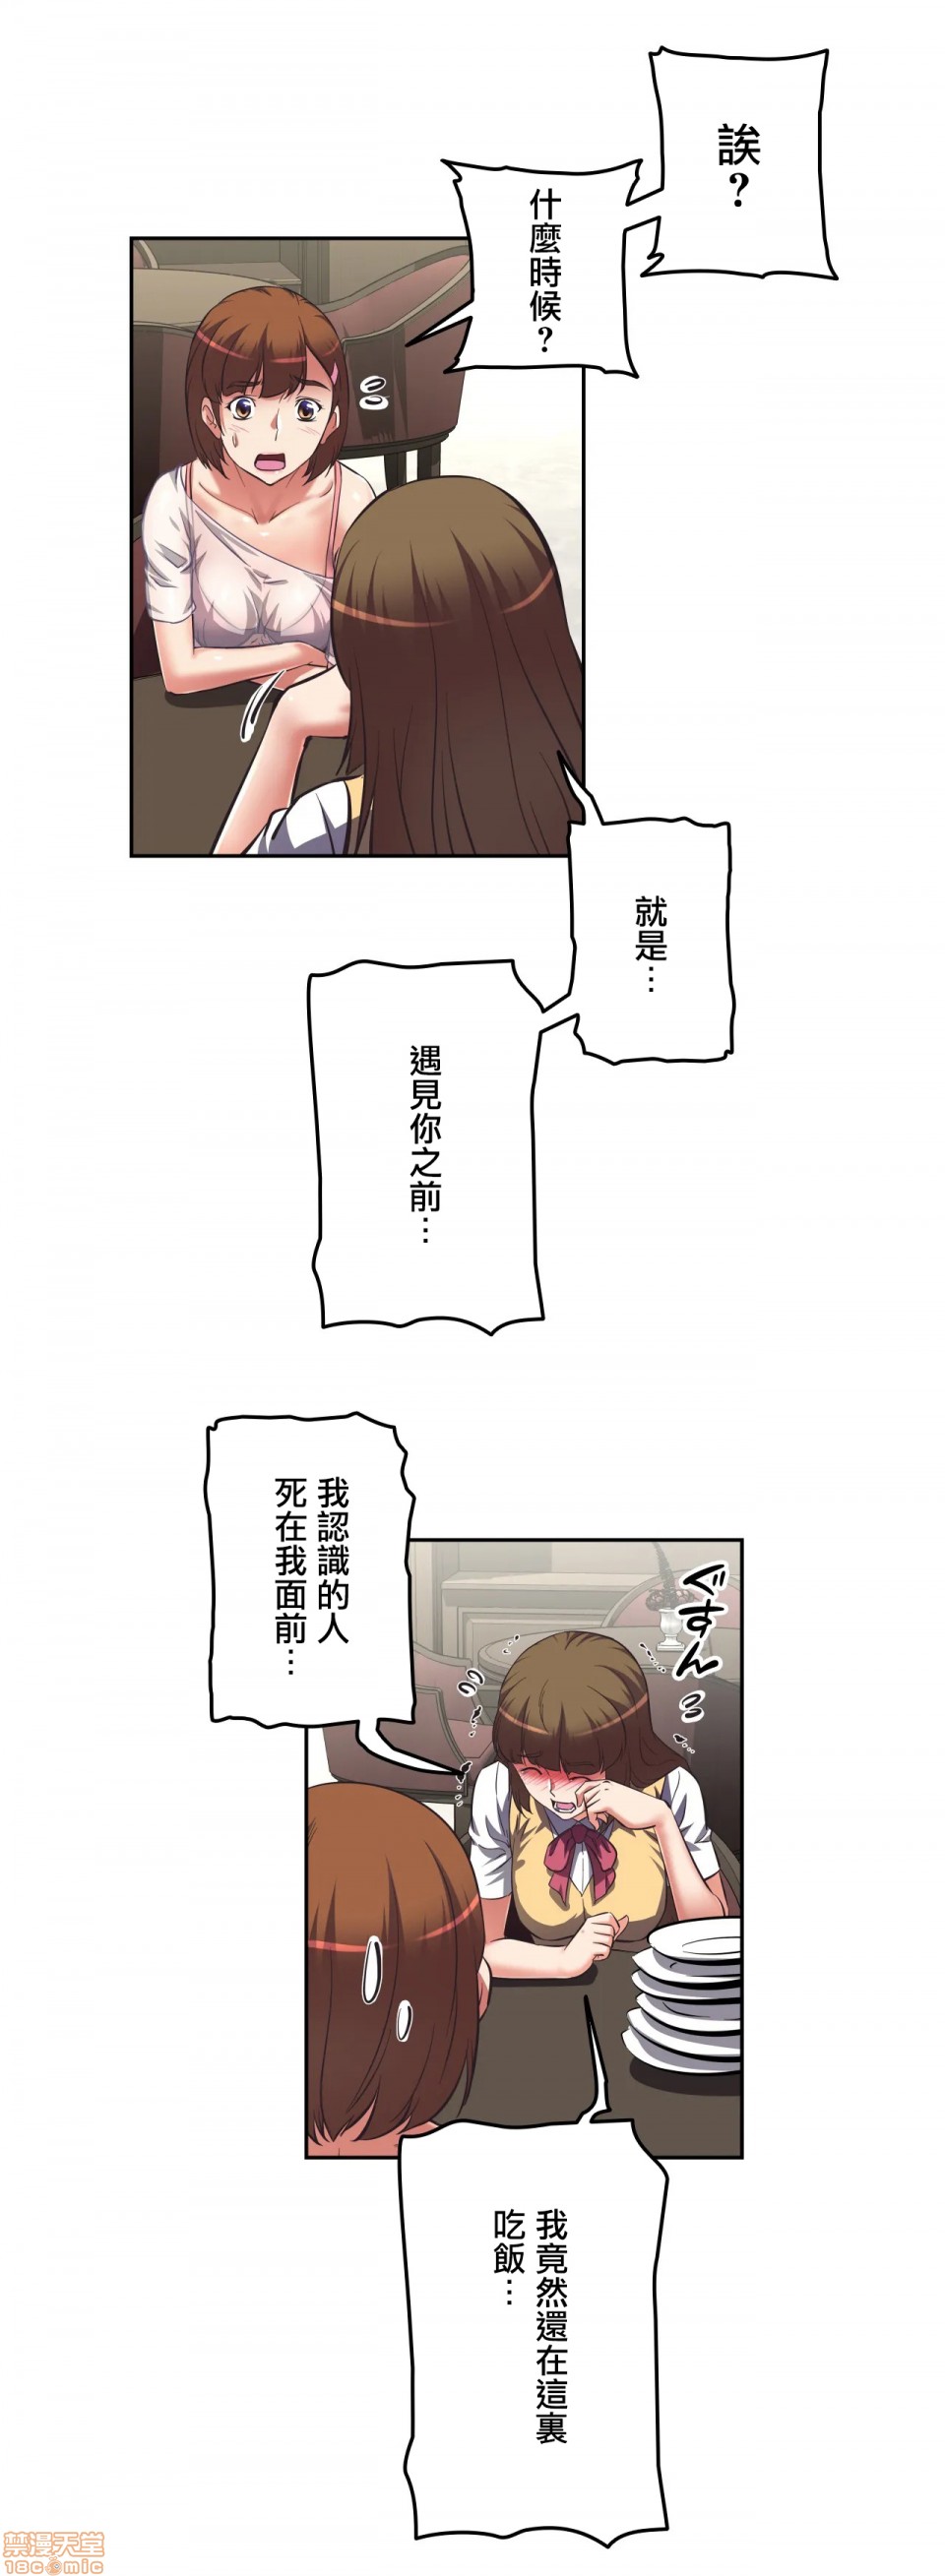 誒?
什麼時候?
就是…
遇見你之前…
我認識的人
死在我面前…
ぐすん
我竟然還在這裏
吃飯…
禁漫天堂
18comic